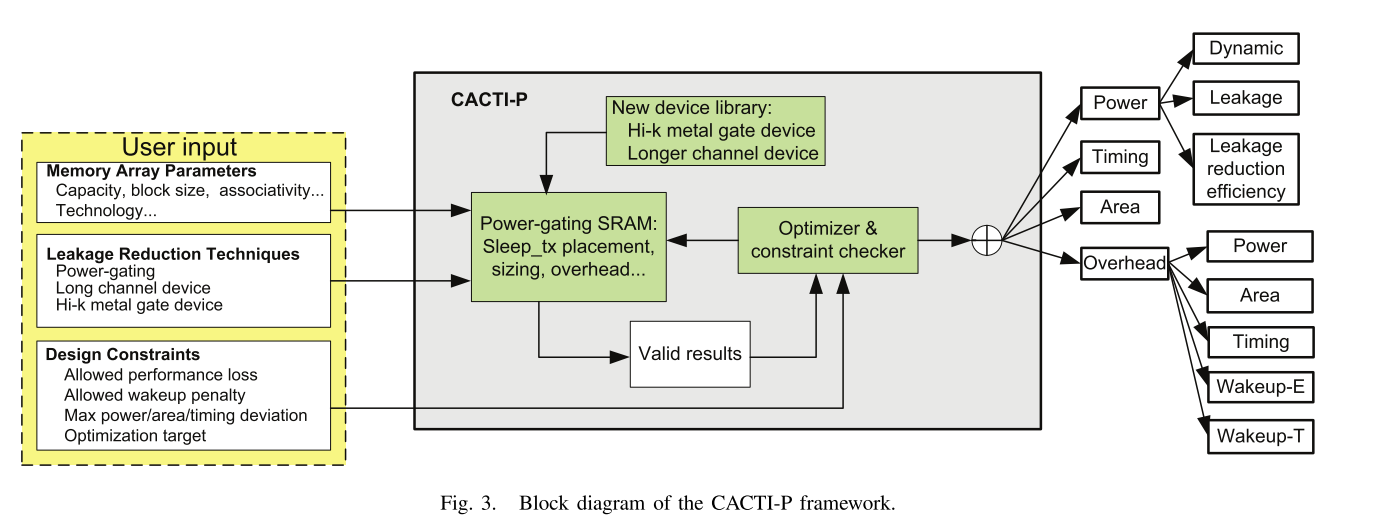 User input
Memory Array Parameters
Capacity, block size, associativity...
Technology...
Leakage Reduction Techniques
Power-gating
Long channel device
Hi-k metal gate device
Design Constraints
Allowed performance loss
Allowed wakeup penalty
Max power/area/timing deviation
Optimization target
CACTI-P
New device library:
Hi-k metal gate device
Longer channel device
Power-gating SRAM:
Sleep_tx placement,
sizing, overhead...
Optimizer &
constraint checker
Valid results
Power
Timing
Area
Overhead
Dynamic
Leakage
Leakage
reduction
efficiency
Power
Area
Timing
Wakeup-E
Wakeup-T
Fig. 3. Block diagram of the CACTI-P framework.